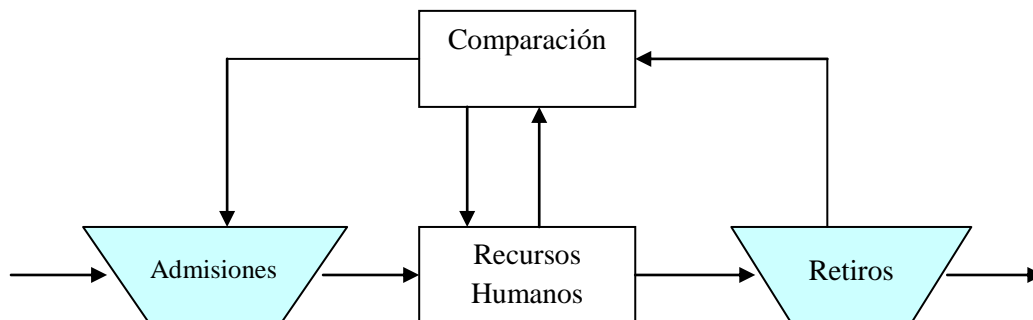 Comparación
Admisiones
Recursos
Humanos
Retiros